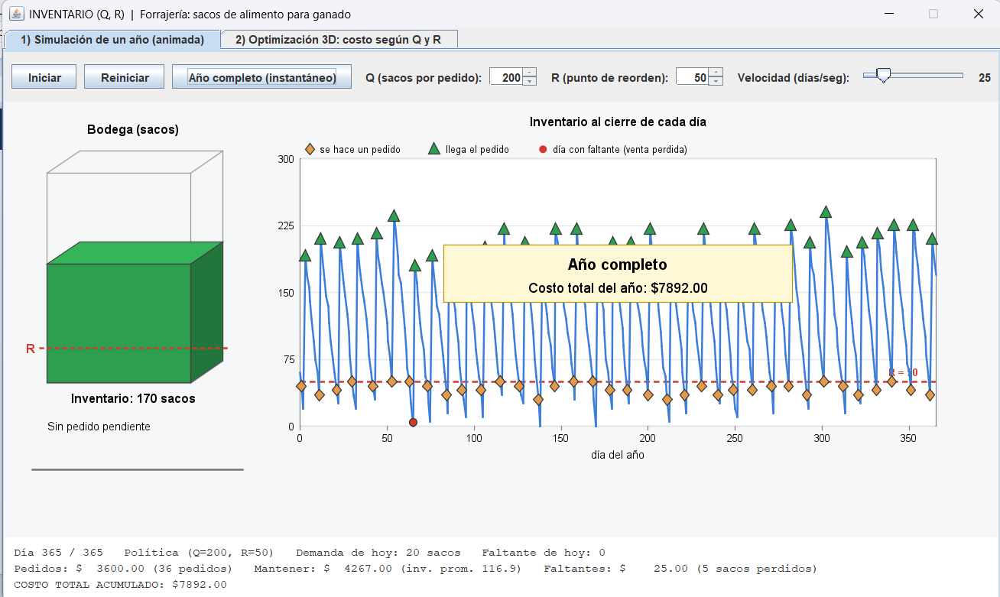 INVENTARIO (Q, R)  |  Forrajería: sacos de alimento para ganado
1) Simulación de un año (animada)
2) Optimización 3D: costo según Q y R
Iniciar
Reiniciar
Año completo (instantáneo)
Q (sacos por pedido): 200
R (punto de reorden): 50
Velocidad (días/seg): 25
Bodega (sacos)
R
Inventario: 170 sacos
Sin pedido pendiente
Inventario al cierre de cada día
se hace un pedido
llega el pedido
día con faltante (venta perdida)
300
225
150
75
0
Año completo
Costo total del año: $7892.00
R = 50
0 50 100 150 200 250 300 350
día del año
Día 365 / 365   Política (Q=200, R=50)   Demanda de hoy: 20 sacos   Faltante de hoy: 0
Pedidos: $  3600.00 (36 pedidos)   Mantener: $  4267.00 (inv. prom. 116.9)   Faltantes: $    25.00 (5 sacos perdidos)
COSTO TOTAL ACUMULADO: $7892.00